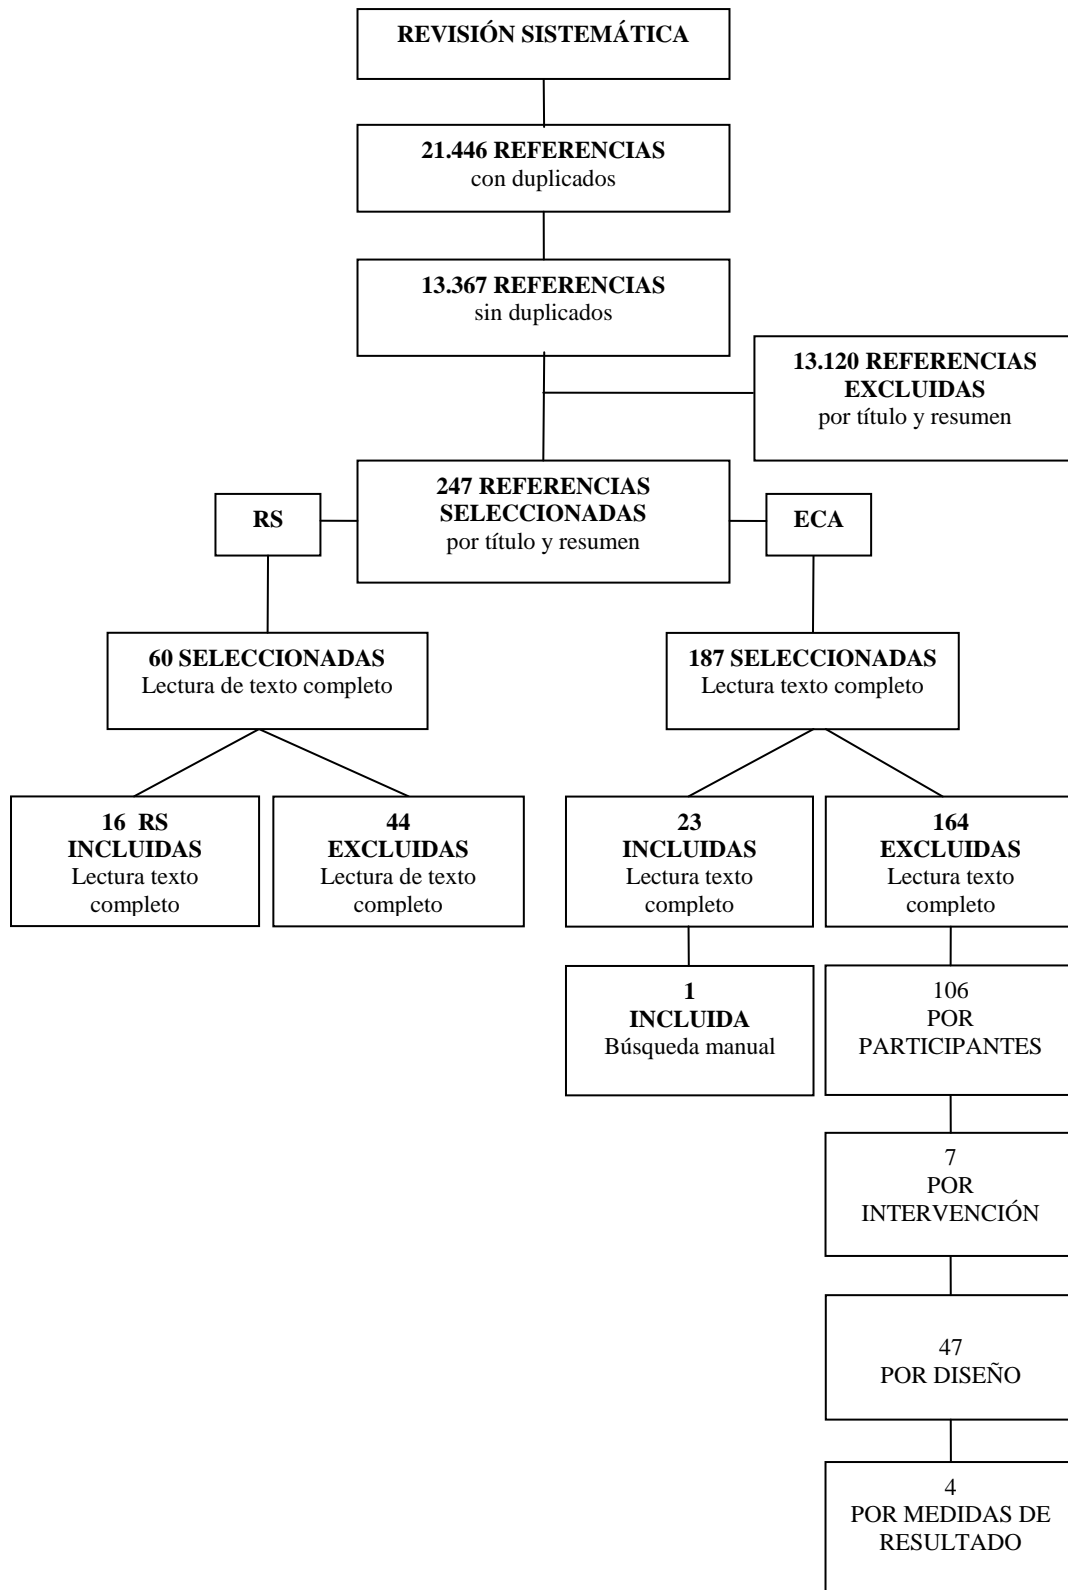 REVISIÓN SISTEMÁTICA
21.446 REFERENCIAS
con duplicados
13.367 REFERENCIAS
sin duplicados
13.120 REFERENCIAS
EXCLUIDAS
por título y resumen
247 REFERENCIAS
SELECCIONADAS
por título y resumen
RS
ECA
60 SELECCIONADAS
Lectura de texto completo
187 SELECCIONADAS
Lectura texto completo
16 RS
INCLUIDAS
Lectura texto
completo
44
EXCLUIDAS
Lectura de texto
completo
23
INCLUIDAS
Lectura texto
completo
164
EXCLUIDAS
Lectura texto
completo
1
INCLUIDA
Búsqueda manual
106
POR
PARTICIPANTES
7
POR
INTERVENCIÓN
47
POR DISEÑO
4
POR MEDIDAS DE
RESULTADO